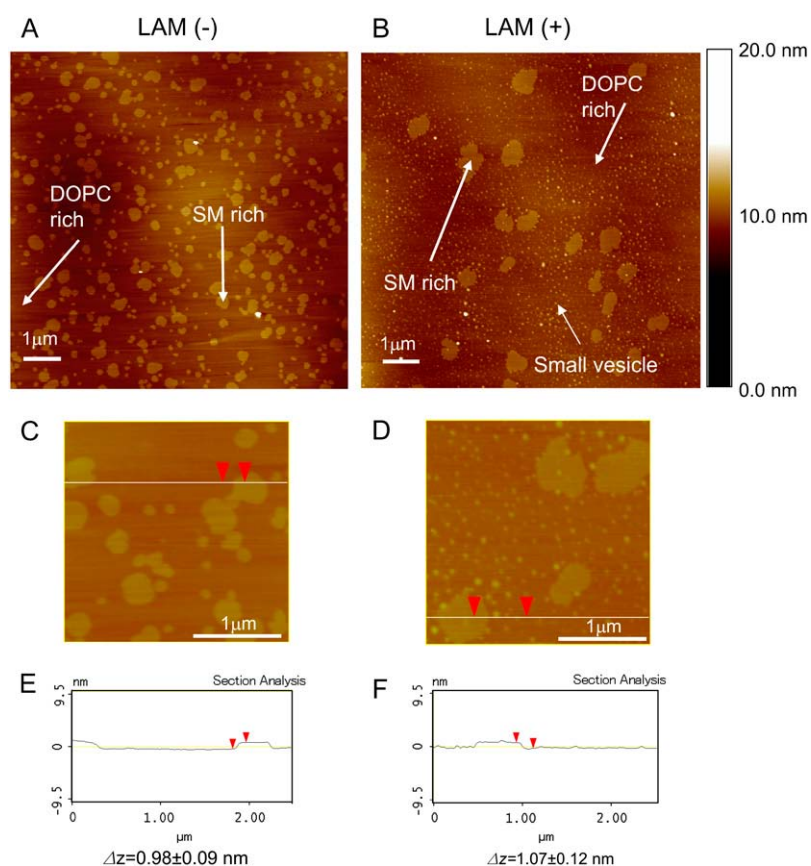 A
LAM (-)
B
LAM (+)
20.0 nm
10.0 nm
0.0 nm
DOPC
rich
SM rich
1μm
DOPC
rich
SM rich
1μm
Small vesicle
C
1μm
D
1μm
E
nm
Section Analysis
9.5
0
-9.5
0
1.00
2.00
μm
Δz=0.98±0.09 nm
F
nm
Section Analysis
9.5
0
-9.5
0
1.00
2.00
μm
Δz=1.07±0.12 nm